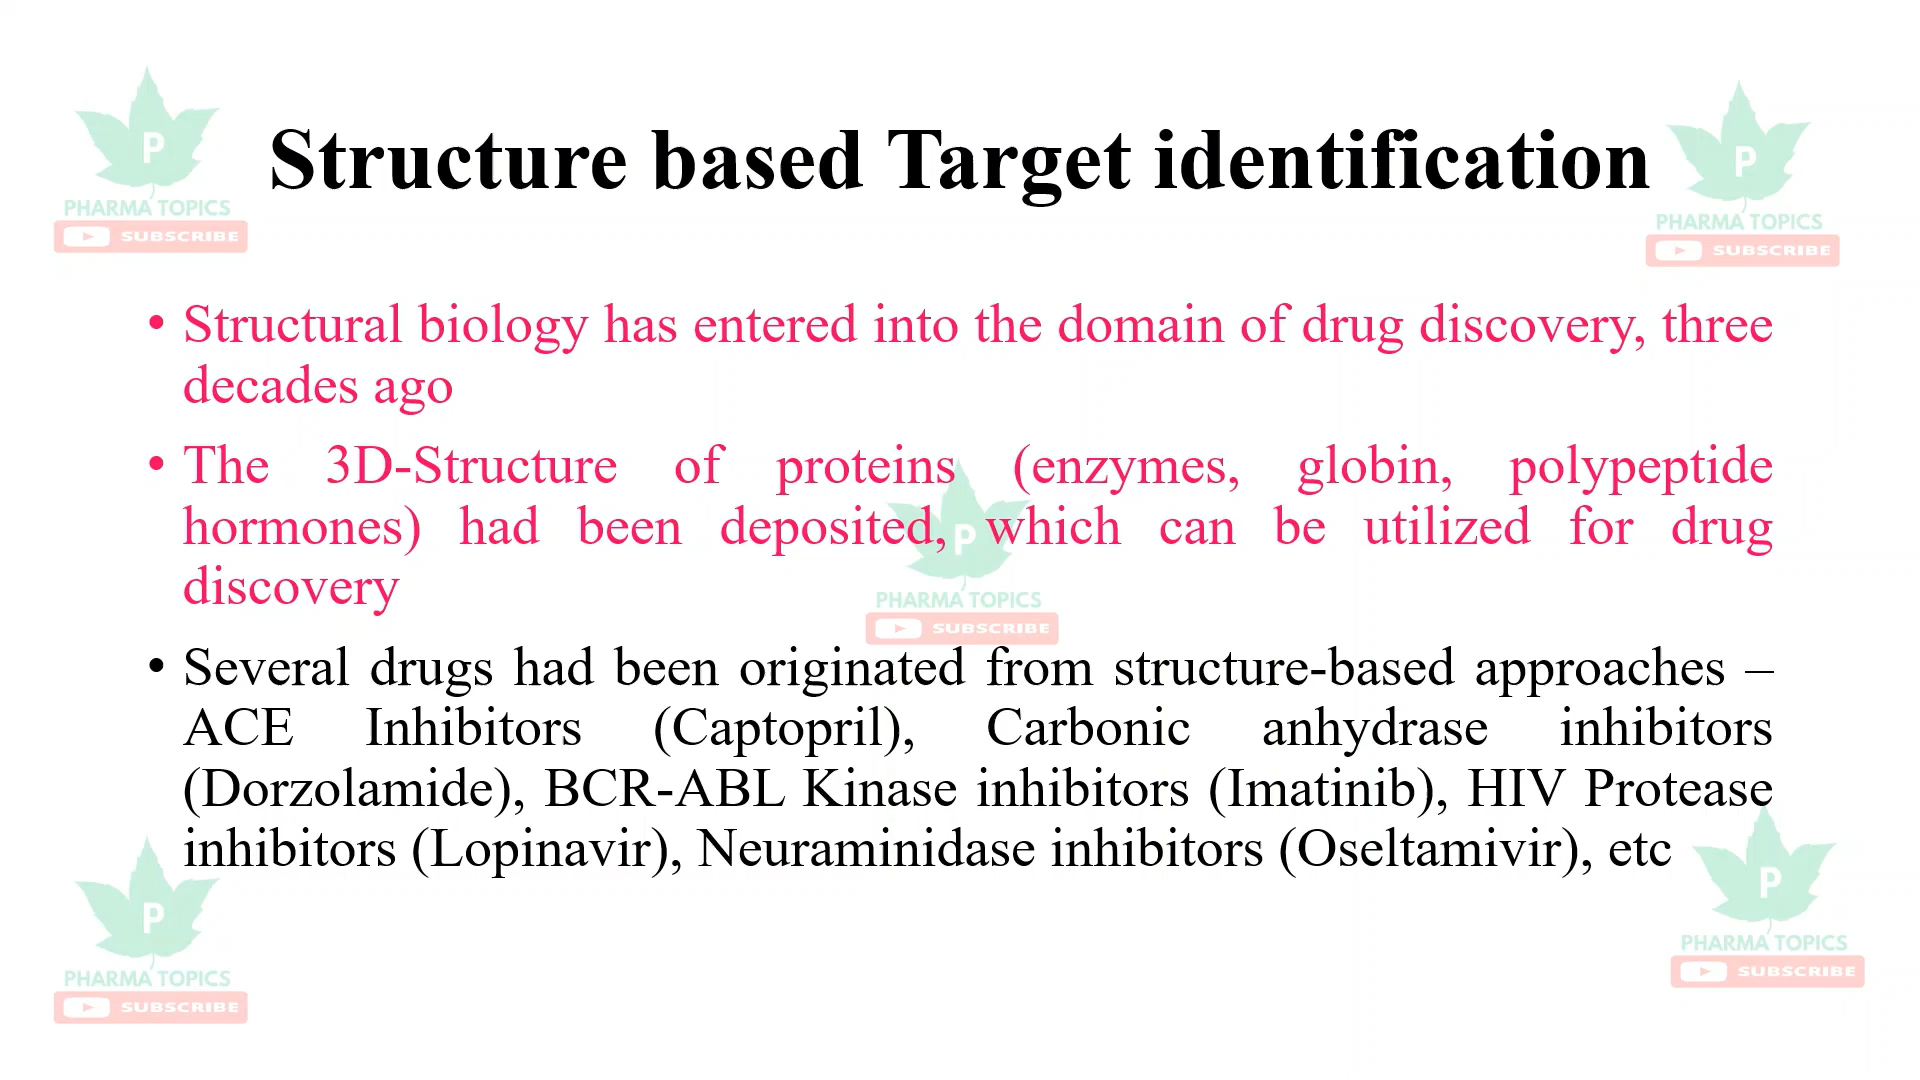 Structure based Target identification
P
PHARMA TOPICS
SUBSCRIBE
P
PHARMA TOPICS
SUBSCRIBE
• Structural biology has entered into the domain of drug discovery, three
decades ago
• The 3D-Structure of proteins (enzymes, globin, polypeptide
hormones) had been deposited, which can be utilized for drug
discovery
P
PHARMA TOPICS
SUBSCRIBE
• Several drugs had been originated from structure-based approaches –
ACE Inhibitors (Captopril), Carbonic anhydrase inhibitors
(Dorzolamide), BCR-ABL Kinase inhibitors (Imatinib), HIV Protease
inhibitors (Lopinavir), Neuraminidase inhibitors (Oseltamivir), etc
P
PHARMA TOPICS
SUBSCRIBE
P
PHARMA TOPICS
SUBSCRIBE